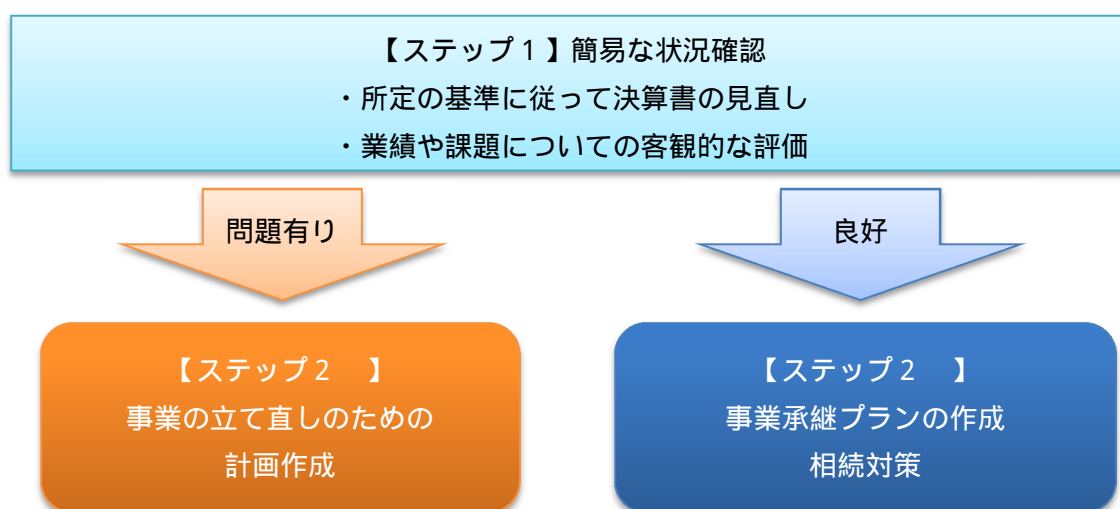 【ステップ1】簡易な状況確認
・所定の基準に従って決算書の見直し
・業績や課題についての客観的な評価
問題有り
良好
【ステップ2　】
事業の立て直しのための
計画作成
【ステップ2　】
事業承継プランの作成
相続対策